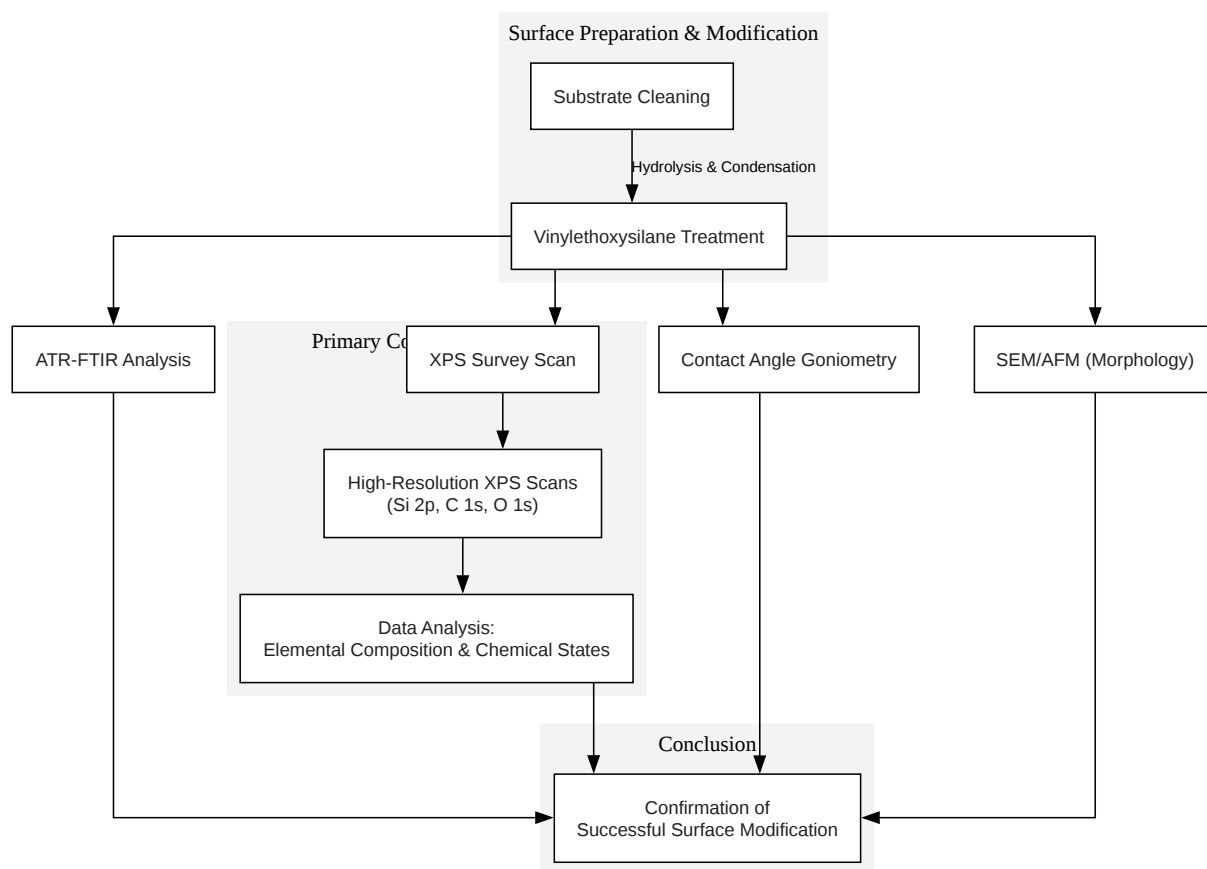 Surface Preparation & Modification
Substrate Cleaning
Hydrolysis & Condensation
Vinylethoxysilane Treatment
ATR-FTIR Analysis
Primary
XPS Survey Scan
Contact Angle Goniometry
SEM/AFM (Morphology)
High-Resolution XPS Scans
(Si 2p, C 1s, O 1s)
Data Analysis:
Elemental Composition & Chemical States
Conclusion
Confirmation of
Successful Surface Modification